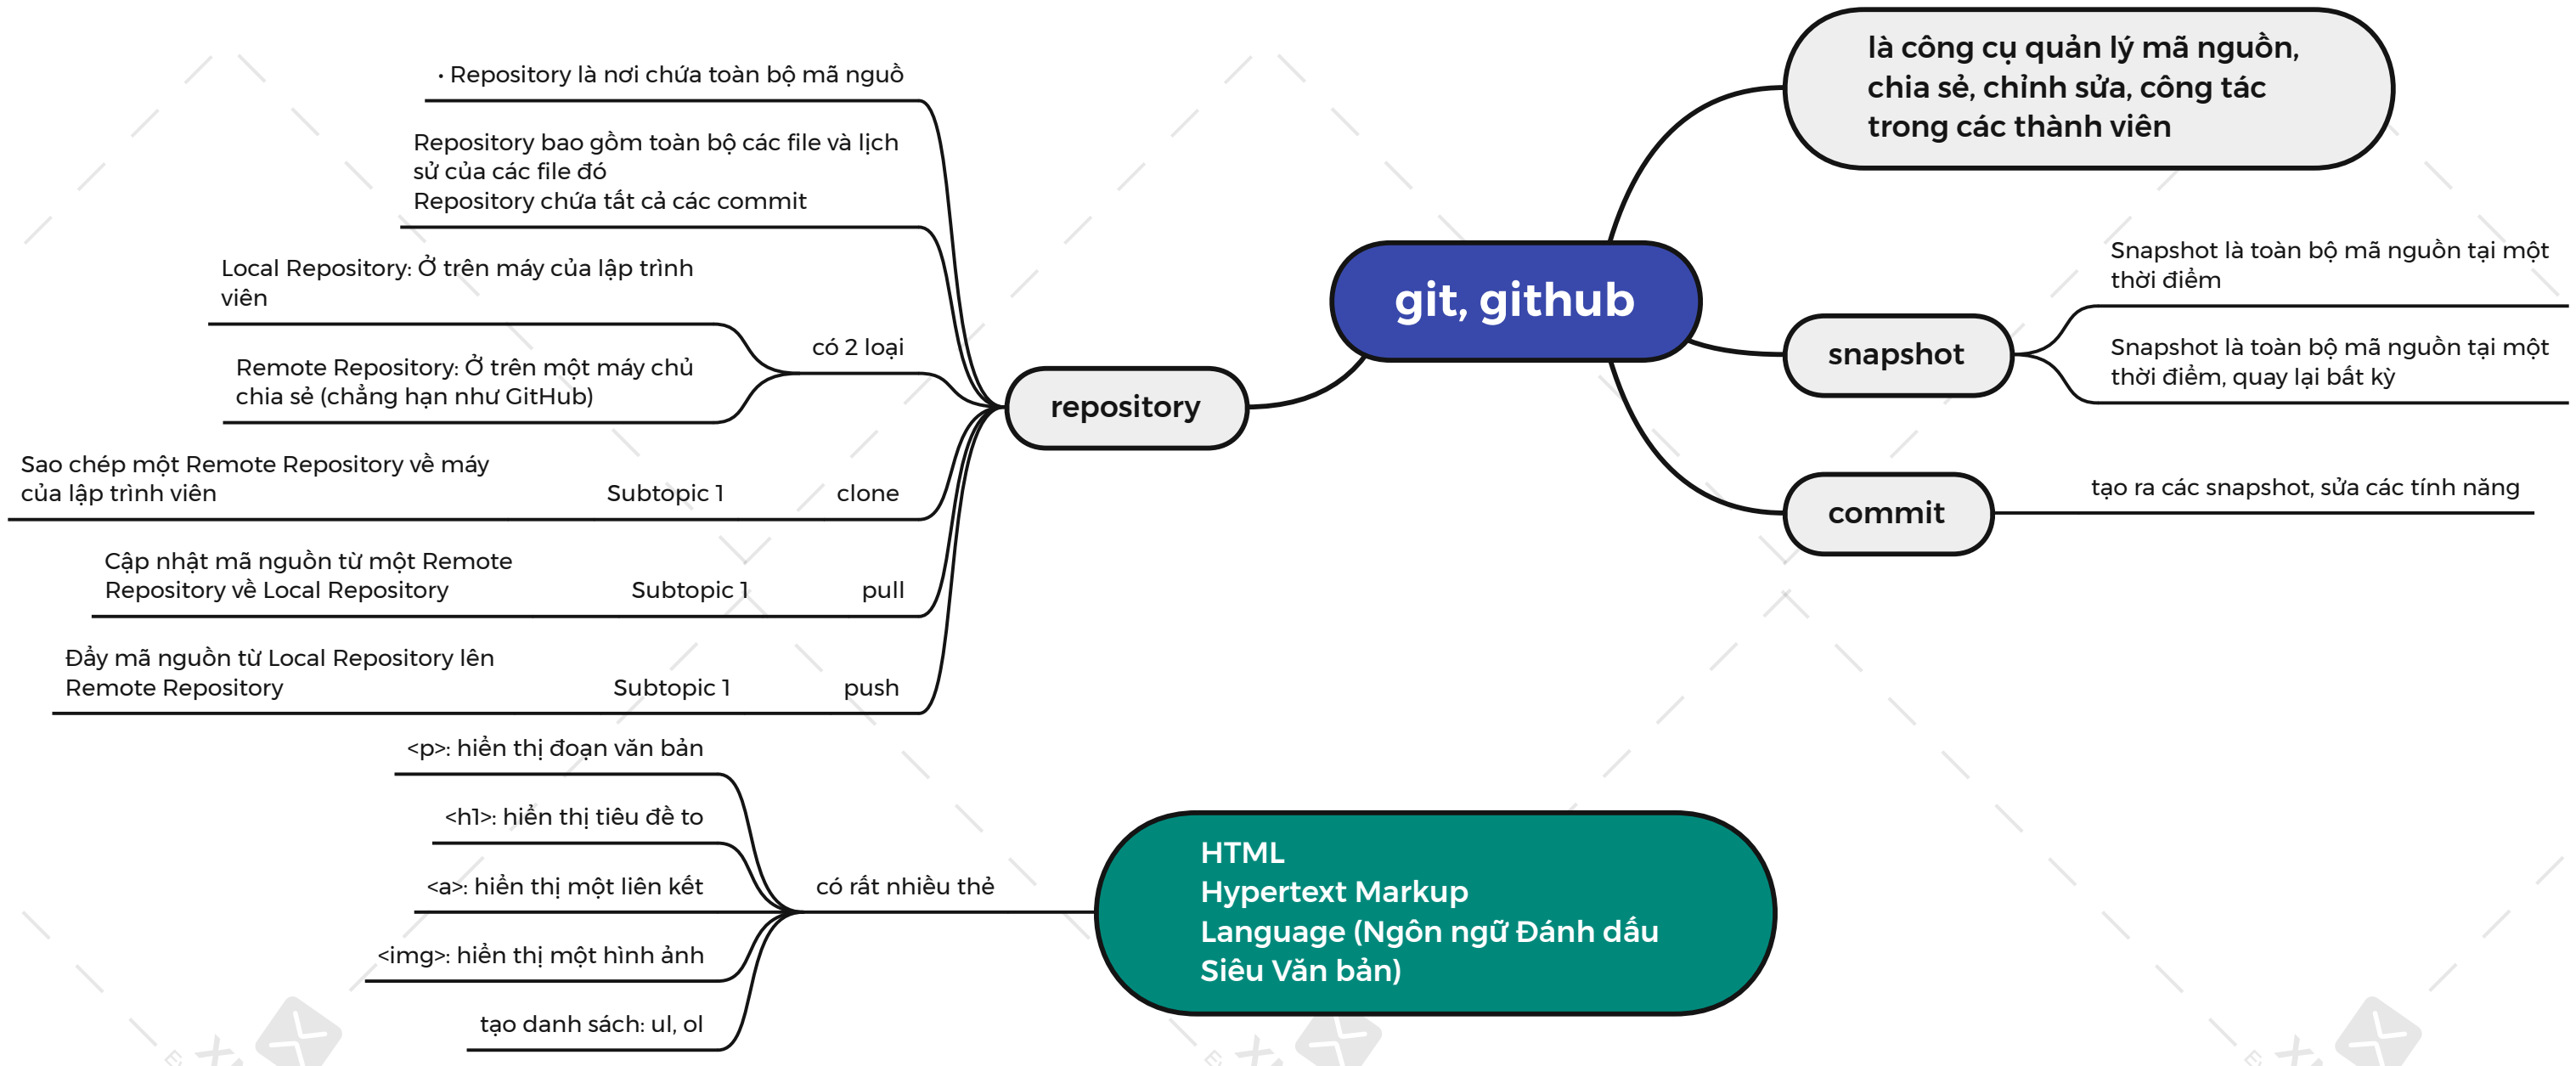 git, github
là công cụ quản lý mã nguồn,
chia sẻ, chỉnh sửa, công tác
trong các thành viên
snapshot
Snapshot là toàn bộ mã nguồn tại một
thời điểm
Snapshot là toàn bộ mã nguồn tại một
thời điểm, quay lại bất kỳ
commit
tạo ra các snapshot, sửa các tính năng
repository
• Repository là nơi chứa toàn bộ mã nguồ
Repository bao gồm toàn bộ các file và lịch
sử của các file đó
Repository chứa tất cả các commit
có 2 loại
Local Repository: Ở trên máy của lập trình
viên
Remote Repository: Ở trên một máy chủ
chia sẻ (chẳng hạn như GitHub)
clone
Subtopic 1
Sao chép một Remote Repository về máy
của lập trình viên
pull
Subtopic 1
Cập nhật mã nguồn từ một Remote
Repository về Local Repository
push
Subtopic 1
Đẩy mã nguồn từ Local Repository lên
Remote Repository
HTML
Hypertext Markup
Language (Ngôn ngữ Đánh dấu
Siêu Văn bản)
có rất nhiều thẻ
<p>: hiển thị đoạn văn bản
<h1>: hiển thị tiêu đề to
<a>: hiển thị một liên kết
<img>: hiển thị một hình ảnh
tạo danh sách: ul, ol